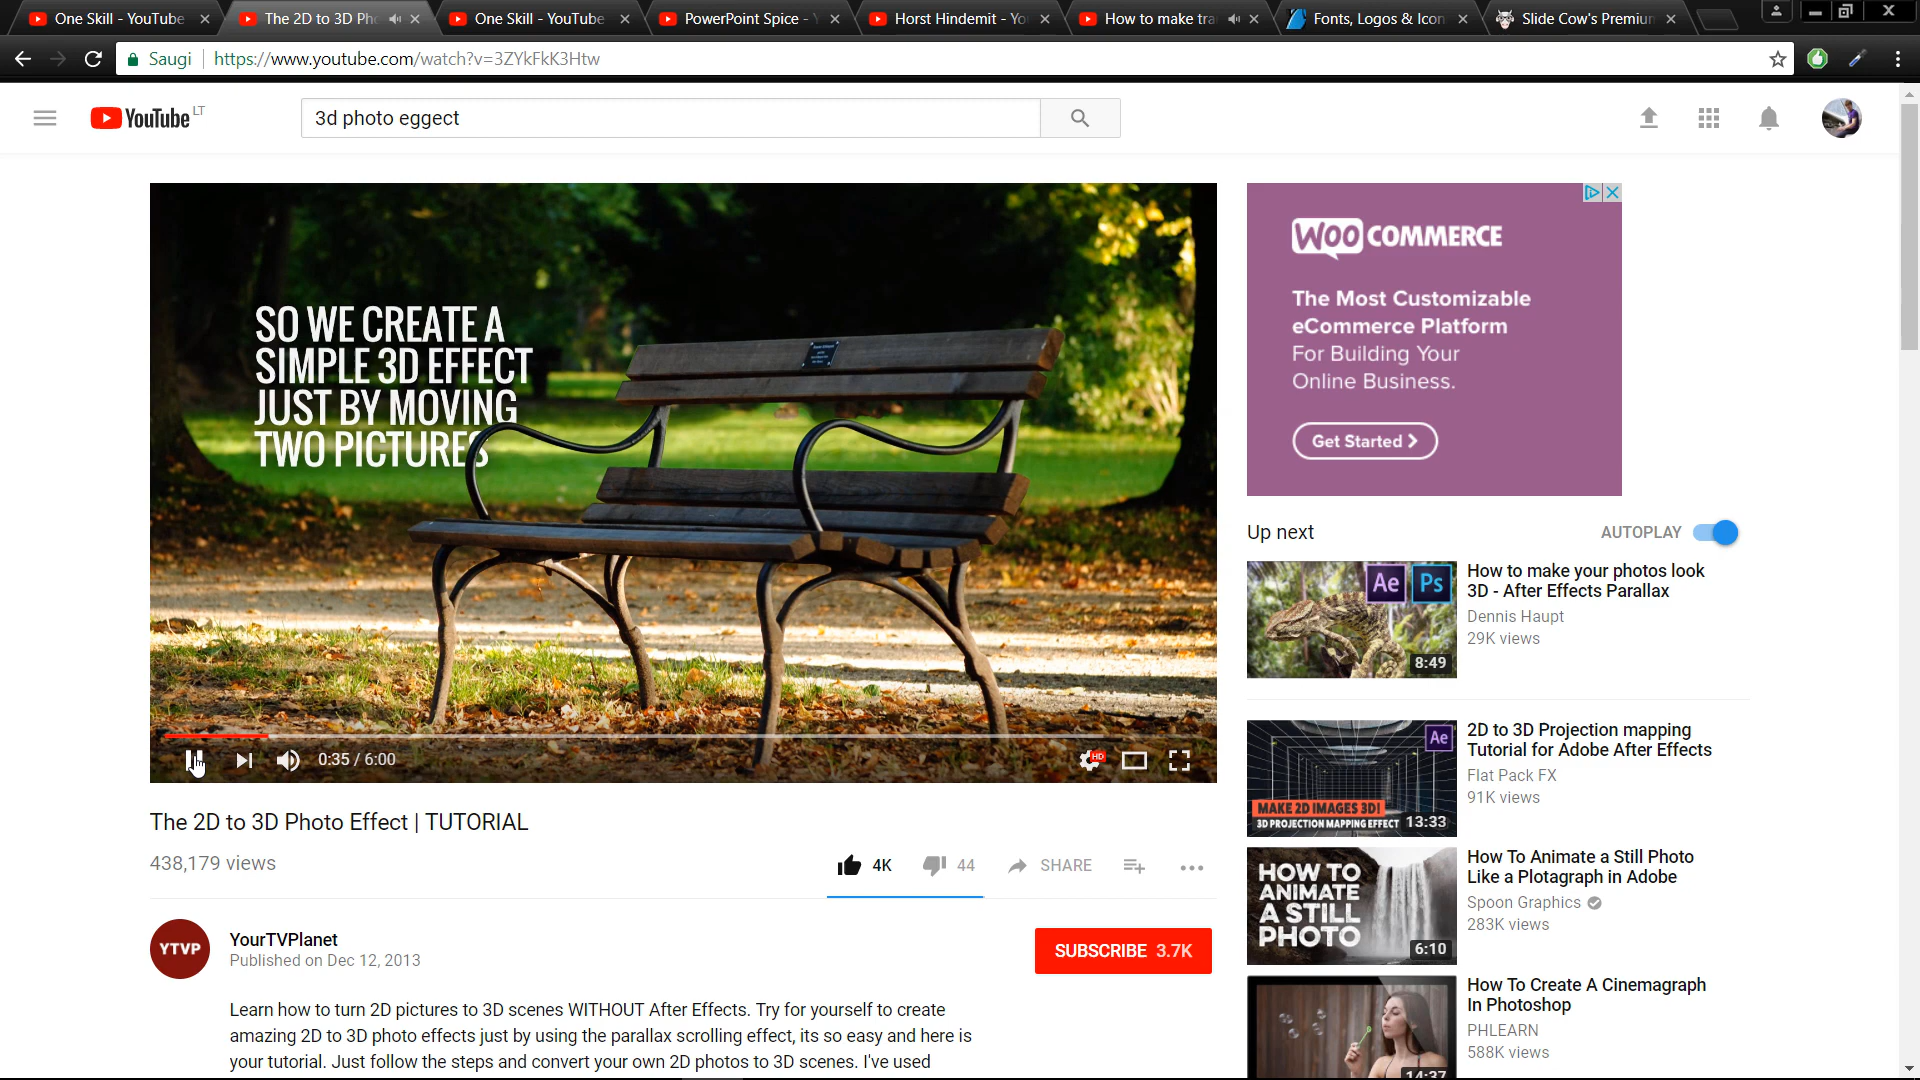 One Skill - YouTube
The 2D to 3D Pho
One Skill - YouTube
PowerPoint Spice - Y
Horst Hindemit - Yo
How to make tra
Fonts, Logos & Icon
Slide Cow's Premium
Saugi
https://www.youtube.com/watch?v=3ZYkFkK3Htw
YouTube LT
3d photo eggect
SO WE CREATE A
SIMPLE 3D EFFECT
JUST BY MOVING
TWO PICTURES
0:35 / 6:00
HD
The 2D to 3D Photo Effect | TUTORIAL
438,179 views
4K
44
SHARE
YTVP
YourTVPlanet
Published on Dec 12, 2013
SUBSCRIBE 3.7K
Learn how to turn 2D pictures to 3D scenes WITHOUT After Effects. Try for yourself to create
amazing 2D to 3D photo effects just by using the parallax scrolling effect, its so easy and here is
your tutorial. Just follow the steps and convert your own 2D photos to 3D scenes. I've used
WOO COMMERCE
The Most Customizable
eCommerce Platform
For Building Your
Online Business.
Get Started
Up next
AUTOPLAY
Ae Ps
8:49
How to make your photos look
3D - After Effects Parallax
Dennis Haupt
29K views
Ae
MAKE 2D IMAGES 3D!
3D PROJECTION MAPPING EFFECT
13:33
2D to 3D Projection mapping
Tutorial for Adobe After Effects
Flat Pack FX
91K views
HOW TO
ANIMATE
A STILL
PHOTO
6:10
How To Animate a Still Photo
Like a Plotagraph in Adobe
Spoon Graphics
283K views
14:37
How To Create A Cinemagraph
In Photoshop
PHLEARN
588K views